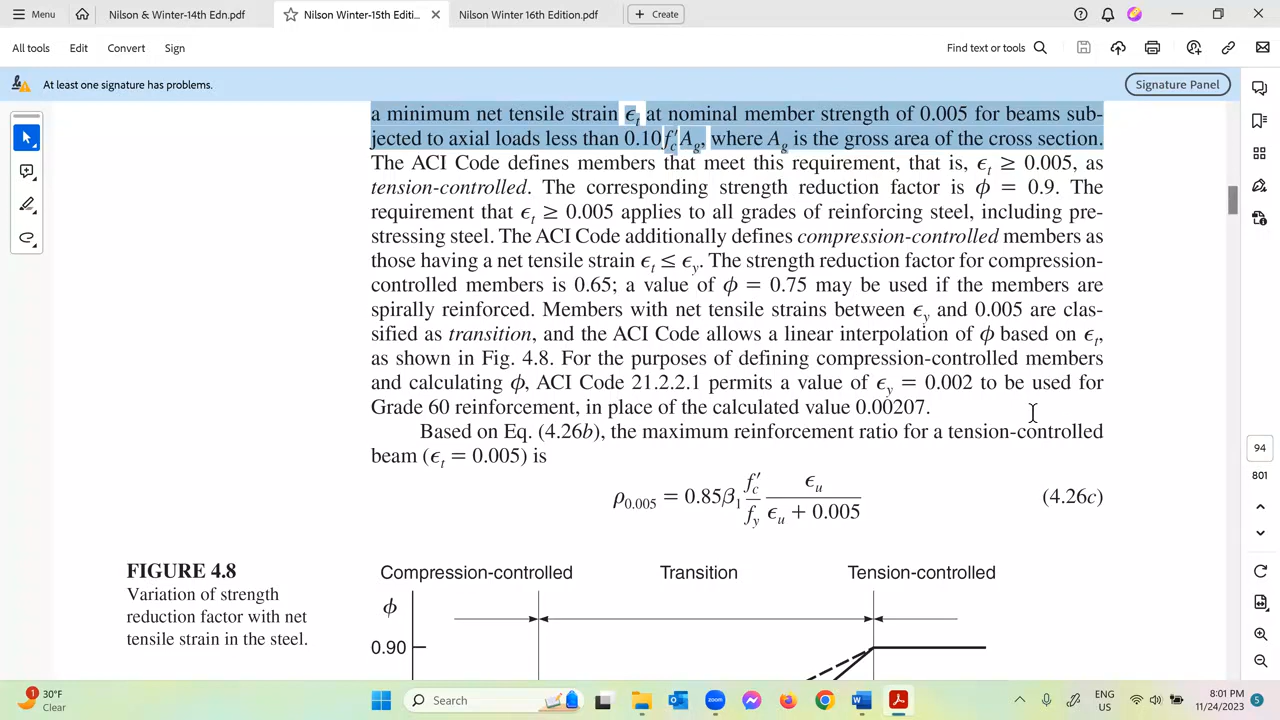 Menu
Nilson & Winter-14th Edn.pdf
Nilson Winter-15th Editi...
Nilson Winter 16th Edition.pdf
Create
All tools
Edit
Convert
Sign
Find text or tools
At least one signature has problems.
Signature Panel
a minimum net tensile strain ϵt at nominal member strength of 0.005 for beams sub-
jected to axial loads less than 0.10f′c Ag, where Ag is the gross area of the cross section.
The ACI Code defines members that meet this requirement, that is, ϵt ≥ 0.005, as
tension-controlled. The corresponding strength reduction factor is ϕ = 0.9. The
requirement that ϵt ≥ 0.005 applies to all grades of reinforcing steel, including pre-
stressing steel. The ACI Code additionally defines compression-controlled members as
those having a net tensile strain ϵt ≤ ϵy. The strength reduction factor for compression-
controlled members is 0.65; a value of ϕ = 0.75 may be used if the members are
spirally reinforced. Members with net tensile strains between ϵy and 0.005 are clas-
sified as transition, and the ACI Code allows a linear interpolation of ϕ based on ϵt,
as shown in Fig. 4.8. For the purposes of defining compression-controlled members
and calculating ϕ, ACI Code 21.2.2.1 permits a value of ϵy = 0.002 to be used for
Grade 60 reinforcement, in place of the calculated value 0.00207.
Based on Eq. (4.26b), the maximum reinforcement ratio for a tension-controlled
beam (ϵt = 0.005) is
ρ0.005 = 0.85β1 f′c/fy ϵu/(ϵu + 0.005) (4.26c)
94
801
FIGURE 4.8
Variation of strength
reduction factor with net
tensile strain in the steel.
Compression-controlled
Transition
Tension-controlled
ϕ
0.90
1
30°F
Clear
Search
zoom
ENG
US
8:01 PM
11/24/2023
5